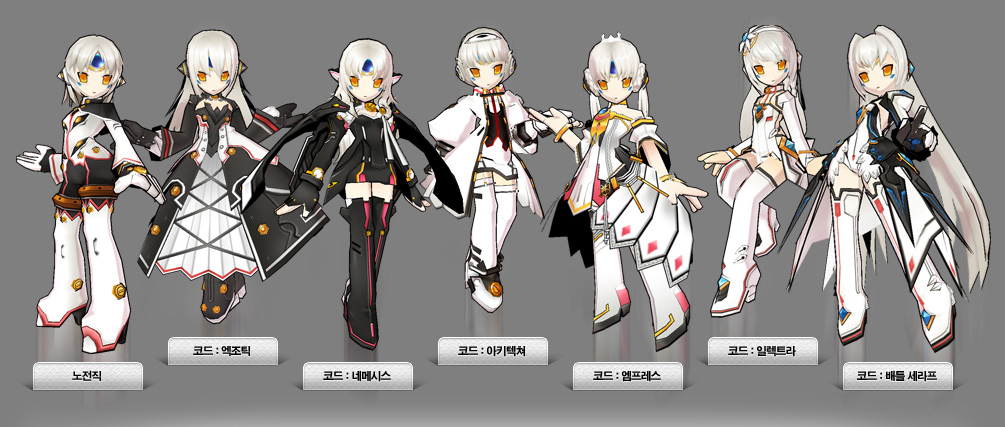 노전직
코드 : 엑조틱
코드 : 네메시스
코드 : 아키텍쳐
코드 : 엠프레스
코드 : 일렉트라
코드 : 배틀 세라프